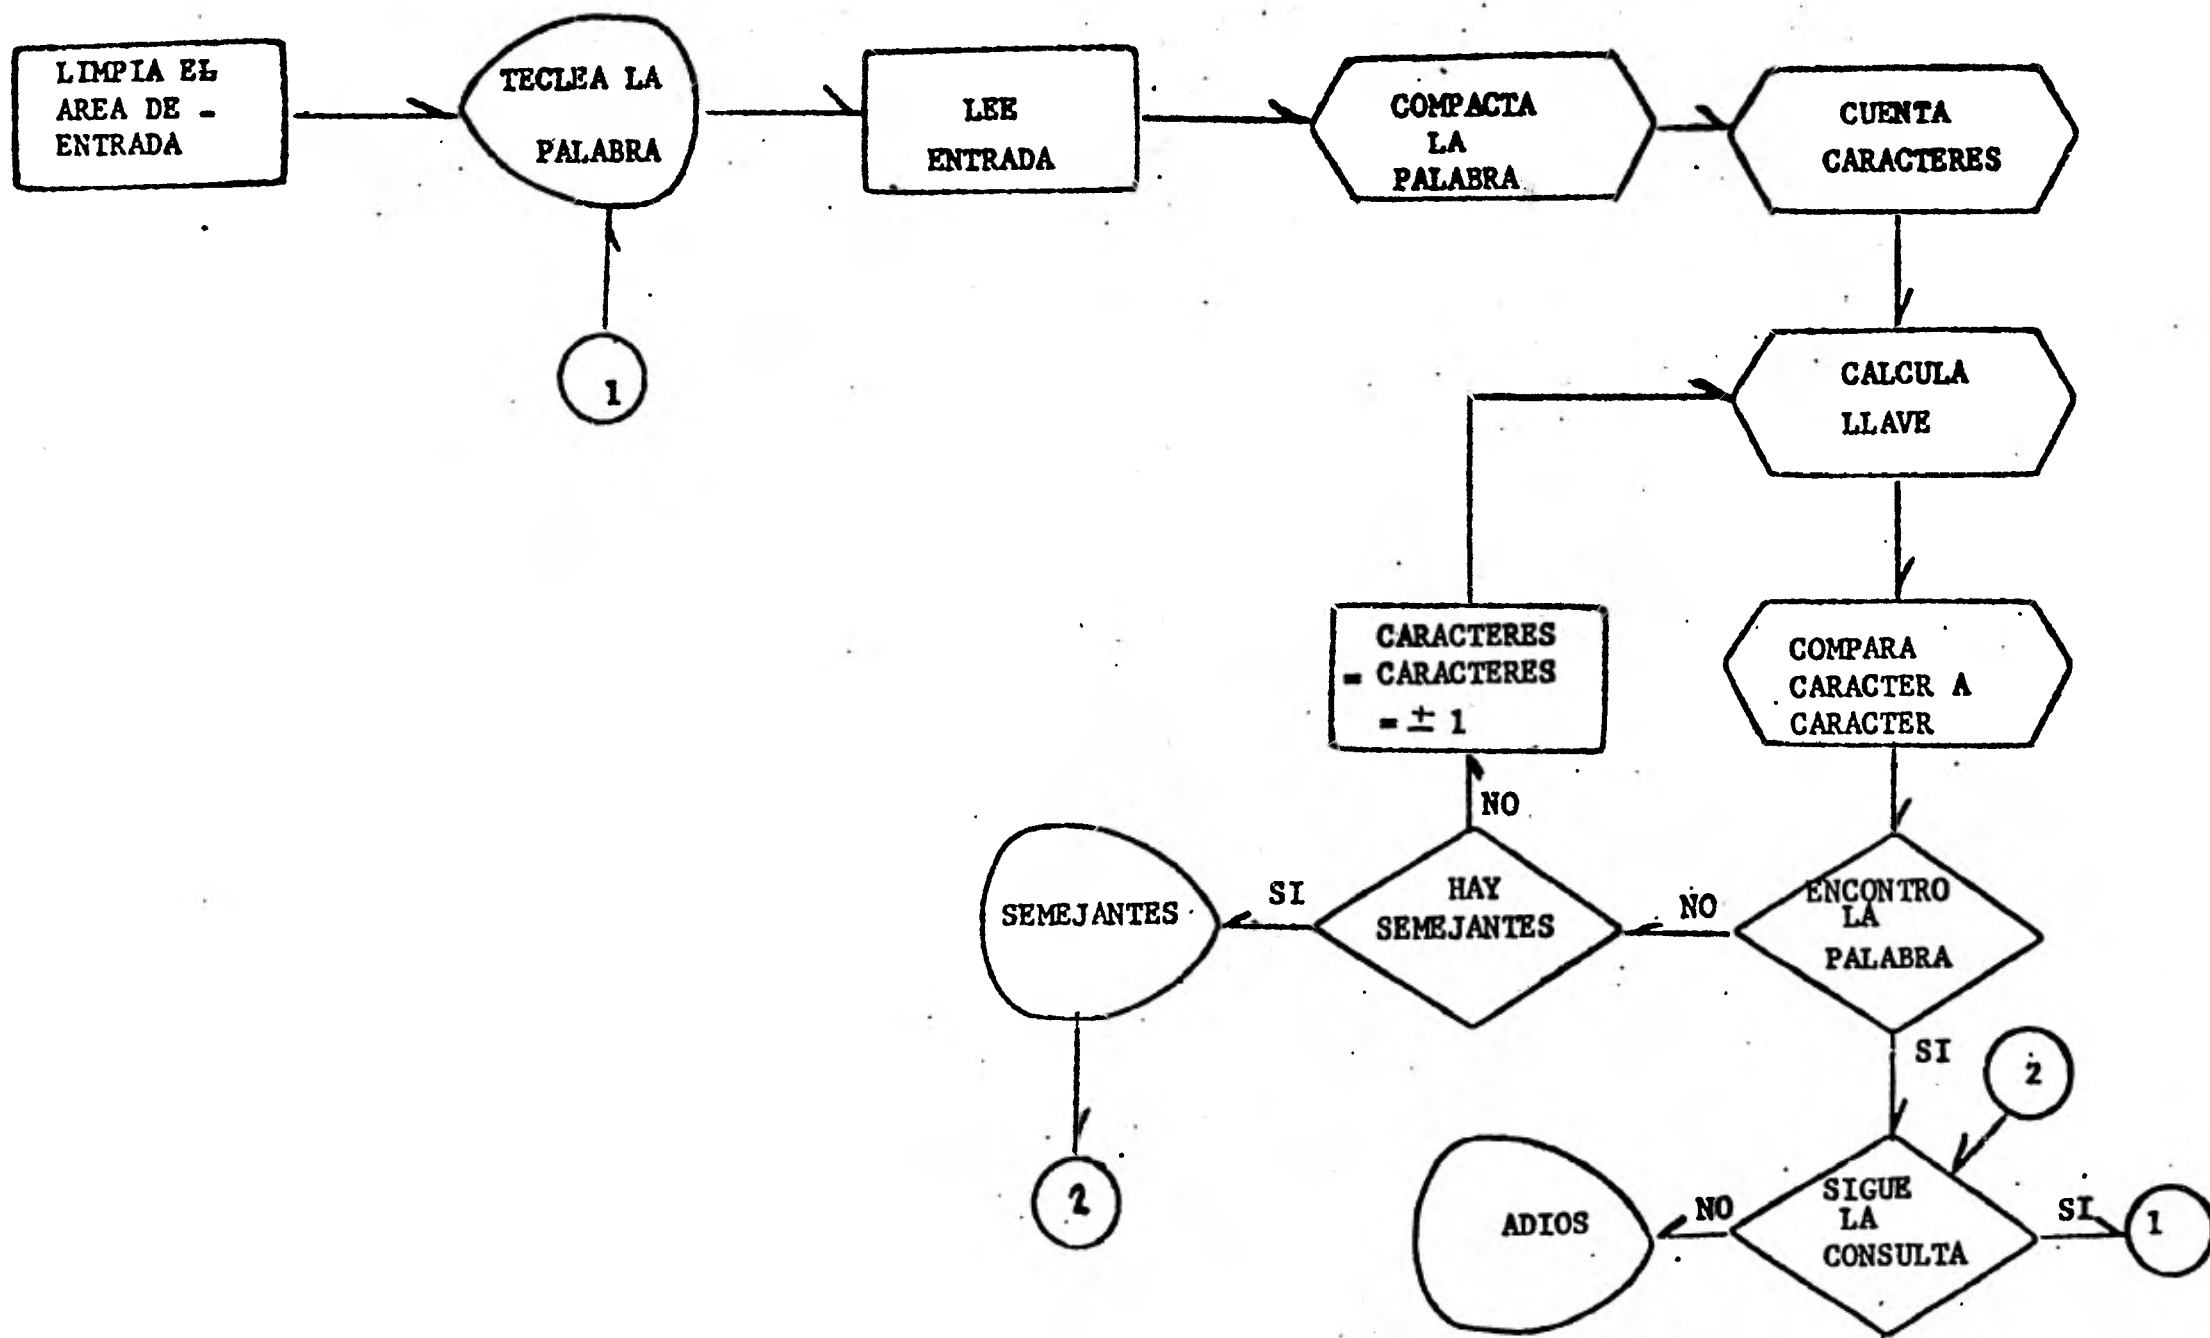 LIMPIA EL
AREA DE -
ENTRADA
TECLEA LA
PALABRA
LEE
ENTRADA
COMPACTA
LA
PALABRA
CUENTA
CARACTERES
1
CALCULA
LLAVE
CARACTERES
= CARACTERES
= ± 1
COMPARA
CARACTER A
CARACTER
NO
SEMEJANTES
SI
HAY
SEMEJANTES
NO
ENCONTRO
LA
PALABRA
SI
2
2
ADIOS
NO
SIGUE
LA
CONSULTA
SI
1